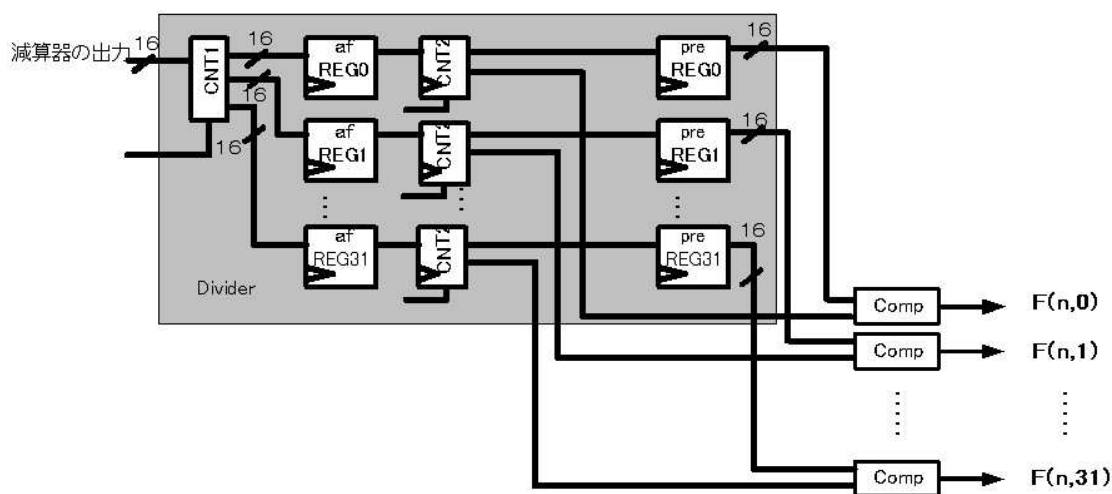 減算器の出力
16
CNT1
16
16
16
af
REG0
CNT2
pre
REG0
16
af
REG1
CNT2
pre
REG1
16
af
REG31
CNT2
pre
REG31
16
Divider
Comp
F(n,0)
Comp
F(n,1)
Comp
F(n,31)